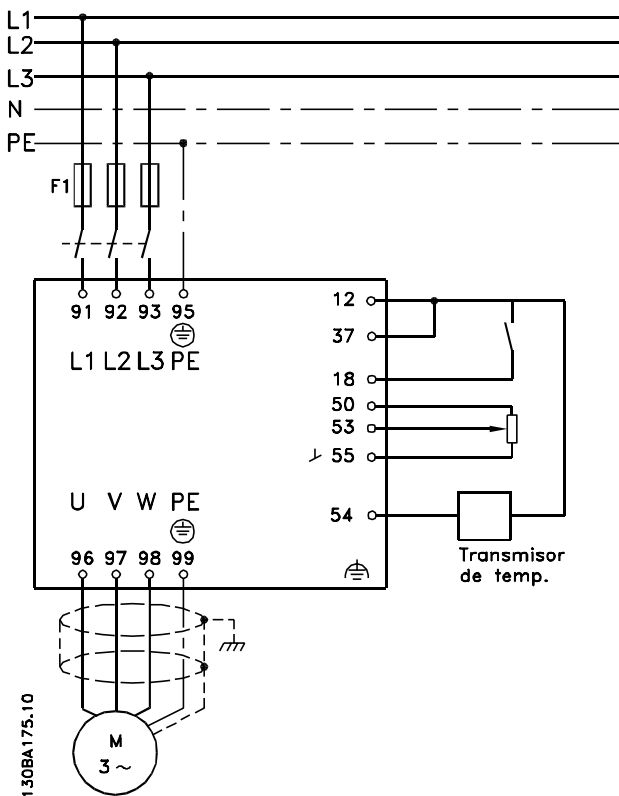 L1
L2
L3
N
PE
F1
91 92 93 95
L1 L2 L3 PE
12
37
18
50
53
55
54
Transmisor
de temp.
U V W PE
96 97 98 99
M
3 ~
130BA175.10